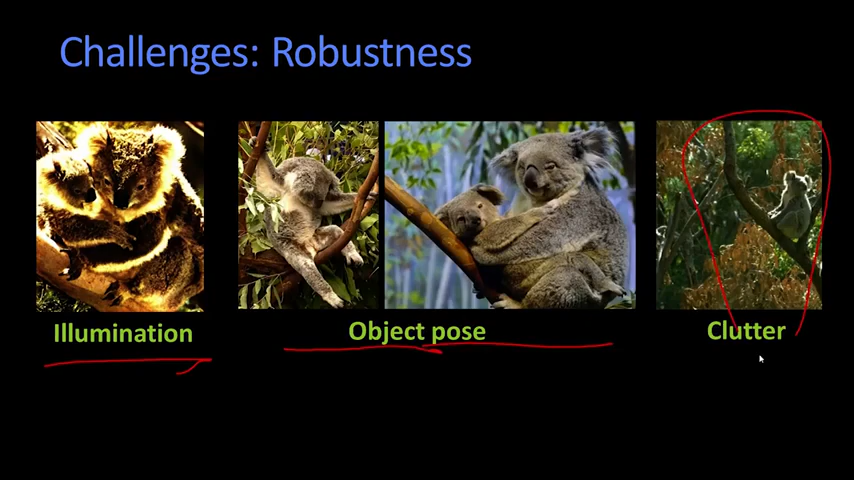 Challenges: Robustness
Illumination
Object pose
Clutter